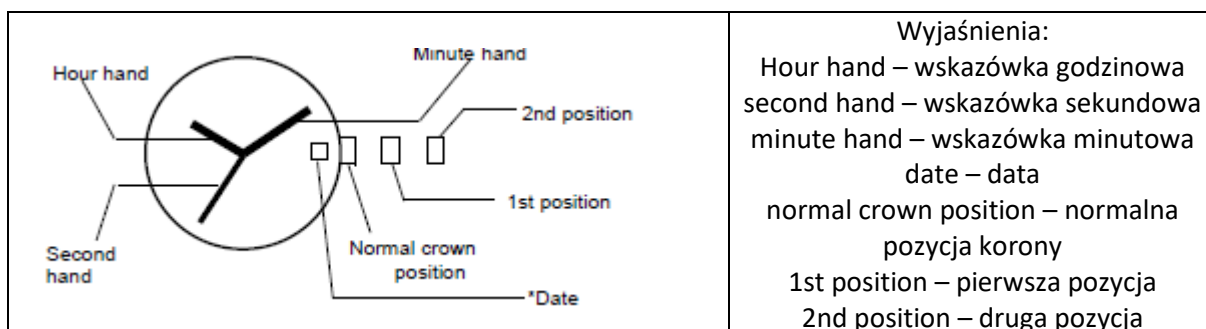 Minute hand
Hour hand
2nd position
1st position
Second
hand
Normal crown
position
*Date
Wyjaśnienia:
Hour hand – wskazówka godzinowa
second hand – wskazówka sekundowa
minute hand – wskazówka minutowa
date – data
normal crown position – normalna
pozycja korony
1st position – pierwsza pozycja
2nd position – druga pozycja